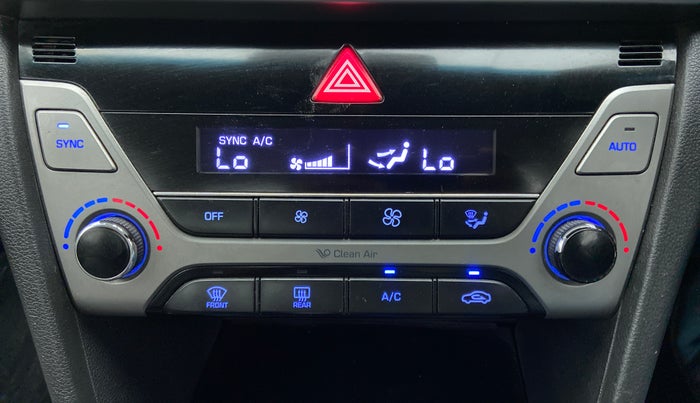 SYNC
SYNC A/C
Lo
Lo
AUTO
OFF
Clean Air
FRONT
REAR
A/C